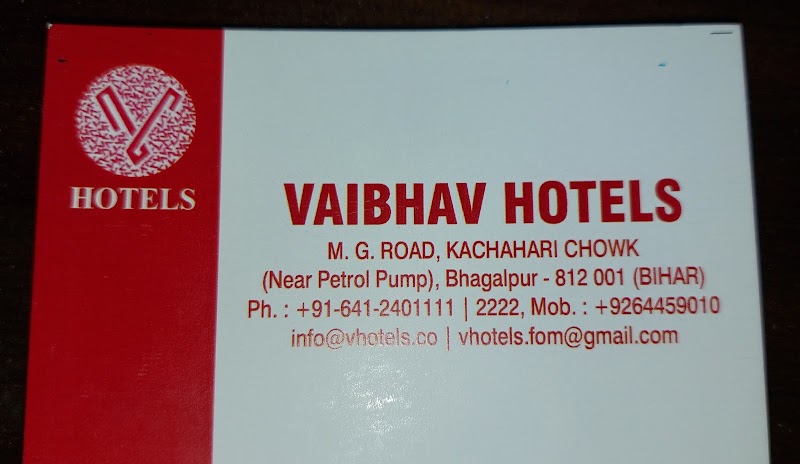 V
HOTELS
VAIBHAV HOTELS
M. G. ROAD, KACHAHARI CHOWK
(Near Petrol Pump), Bhagalpur - 812 001 (BIHAR)
Ph. : +91-641-2401111 | 2222, Mob. : +9264459010
info@vhotels.co | vhotels.fom@gmail.com